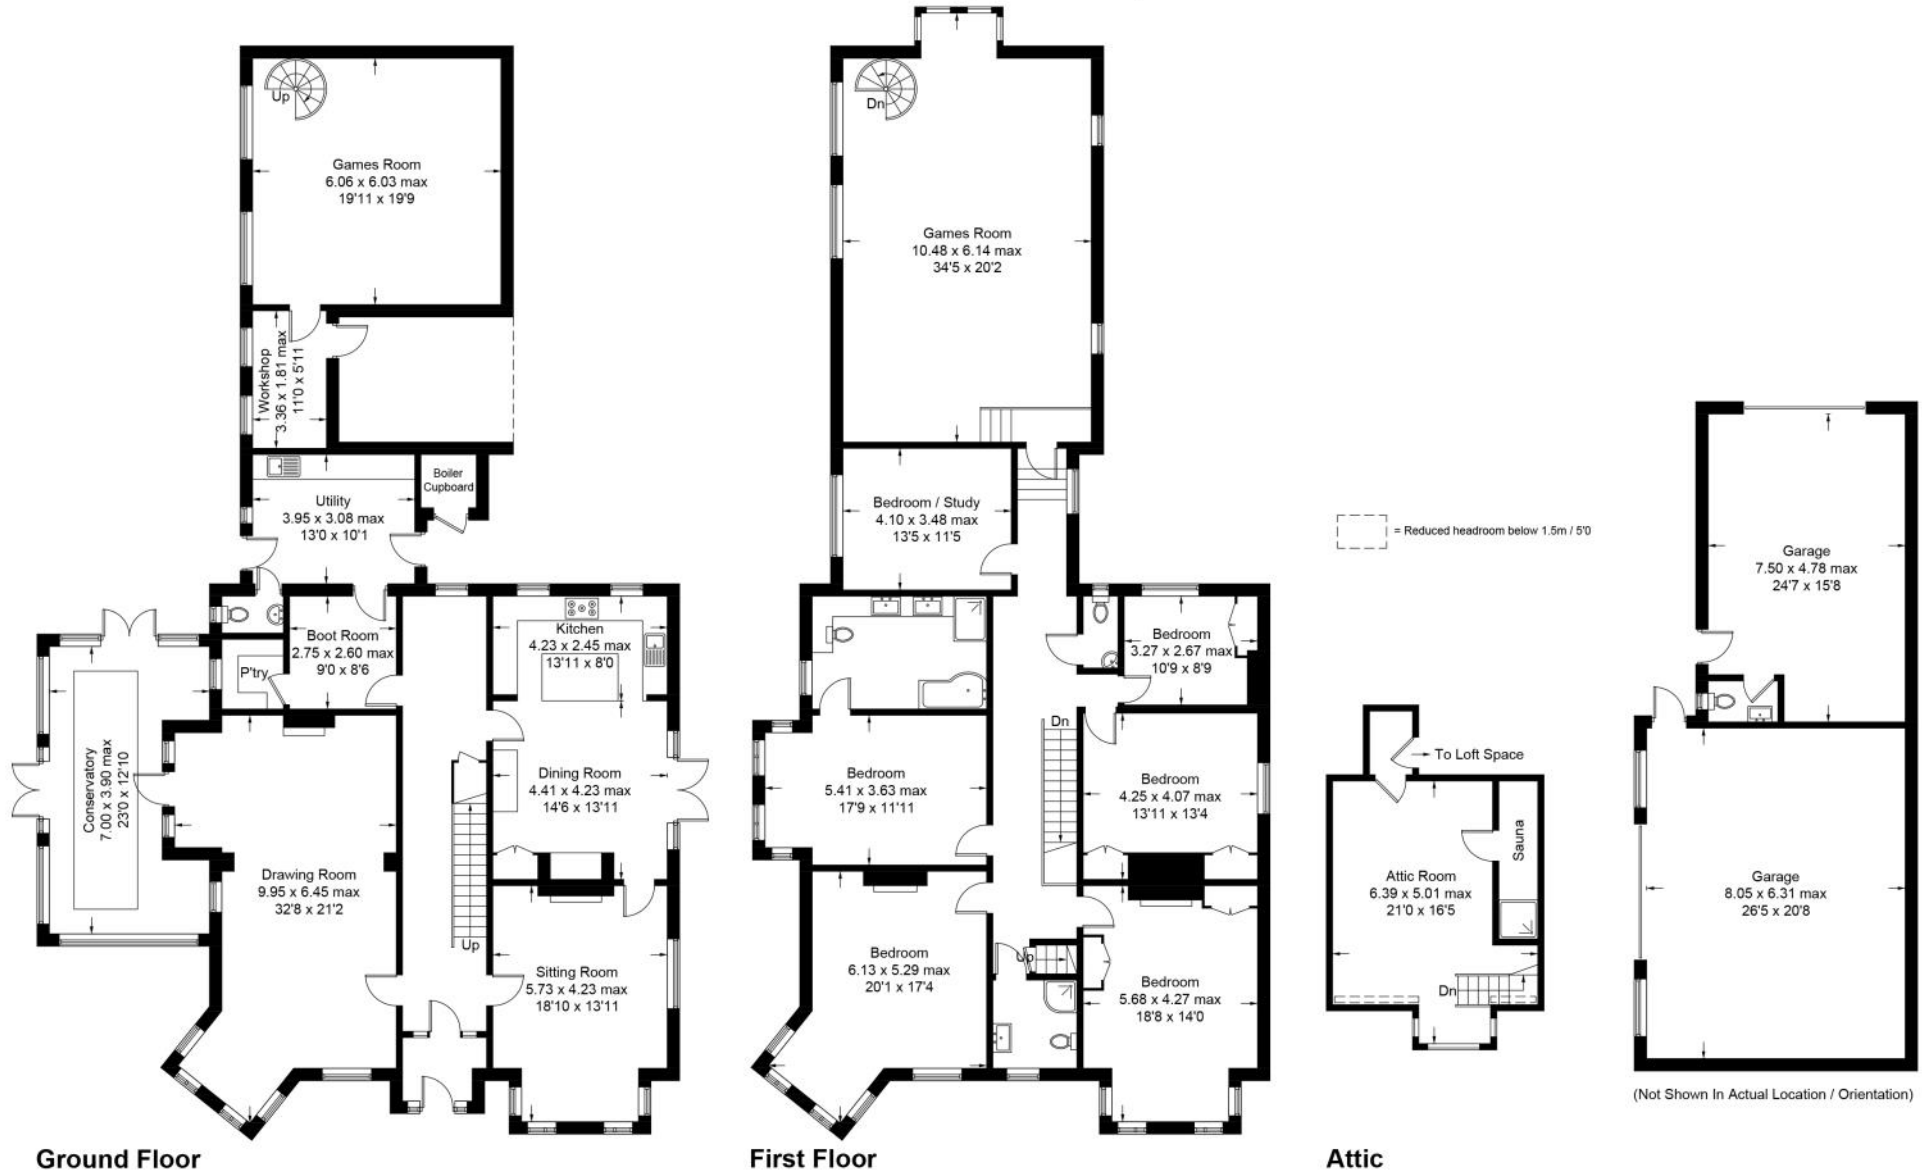 Up
Games Room
6.06 x 6.03 max
19'11 x 19'9
Workshop
3.36 x 1.81 max
11'0 x 5'11
Boiler
Cupboard
Utility
3.95 x 3.08 max
13'0 x 10'1
Boot Room
2.75 x 2.60 max
9'0 x 8'6
P'try
Kitchen
4.23 x 2.45 max
13'11 x 8'0
Conservatory
7.00 x 3.90 max
23'0 x 12'10
Dining Room
4.41 x 4.23 max
14'6 x 13'11
Drawing Room
9.95 x 6.45 max
32'8 x 21'2
Up
Sitting Room
5.73 x 4.23 max
18'10 x 13'11
Ground Floor
Dn
Games Room
10.48 x 6.14 max
34'5 x 20'2
Bedroom / Study
4.10 x 3.48 max
13'5 x 11'5
Bedroom
3.27 x 2.67 max
10'9 x 8'9
Dn
Bedroom
5.41 x 3.63 max
17'9 x 11'11
Bedroom
4.25 x 4.07 max
13'11 x 13'4
Bedroom
6.13 x 5.29 max
20'1 x 17'4
Up
Bedroom
5.68 x 4.27 max
18'8 x 14'0
First Floor
= Reduced headroom below 1.5m / 5'0
To Loft Space
Sauna
Attic Room
6.39 x 5.01 max
21'0 x 16'5
Dn
Attic
Garage
7.50 x 4.78 max
24'7 x 15'8
Garage
8.05 x 6.31 max
26'5 x 20'8
(Not Shown In Actual Location / Orientation)